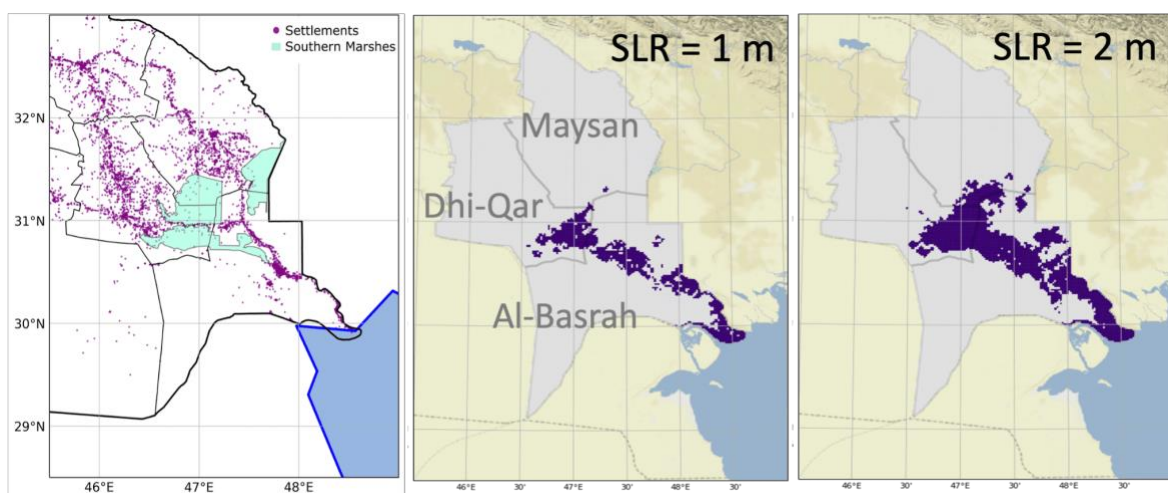 Settlements
Southern Marshes
32°N
31°N
30°N
29°N
46°E
47°E
48°E
SLR = 1 m
Maysan
Dhi-Qar
Al-Basrah
46°E
30'
47°E
30'
48°E
30'
SLR = 2 m
46°E
30'
47°E
30'
48°E
30'